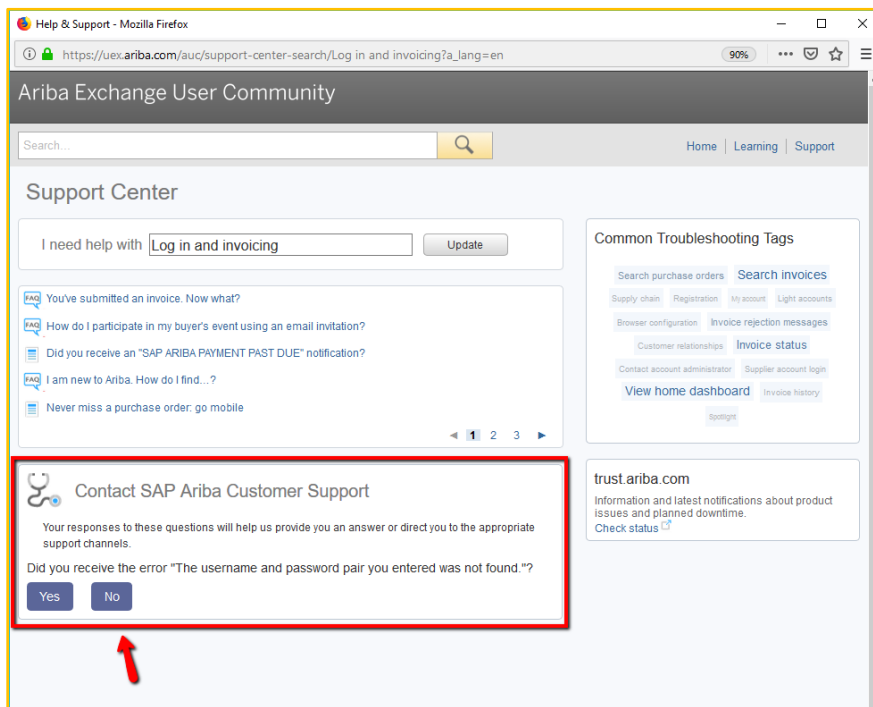 Help & Support - Mozilla Firefox
https://uex.ariba.com/auc/support-center-search/Log in and invoicing?a_lang=en
90%
Ariba Exchange User Community
Search...
Home | Learning | Support
Support Center
I need help with Log in and invoicing Update
FAQ You've submitted an invoice. Now what?
FAQ How do I participate in my buyer's event using an email invitation?
Did you receive an "SAP ARIBA PAYMENT PAST DUE" notification?
FAQ I am new to Ariba. How do I find...?
Never miss a purchase order: go mobile
1 2 3
Contact SAP Ariba Customer Support
Your responses to these questions will help us provide you an answer or direct you to the appropriate
support channels.
Did you receive the error "The username and password pair you entered was not found."?
Yes No
Common Troubleshooting Tags
Search purchase orders Search invoices
Supply chain Registration My account Light accounts
Browser configuration Invoice rejection messages
Customer relationships Invoice status
Contact account administrator Supplier account login
View home dashboard Invoice history
Spotlight
trust.ariba.com
Information and latest notifications about product
issues and planned downtime.
Check status